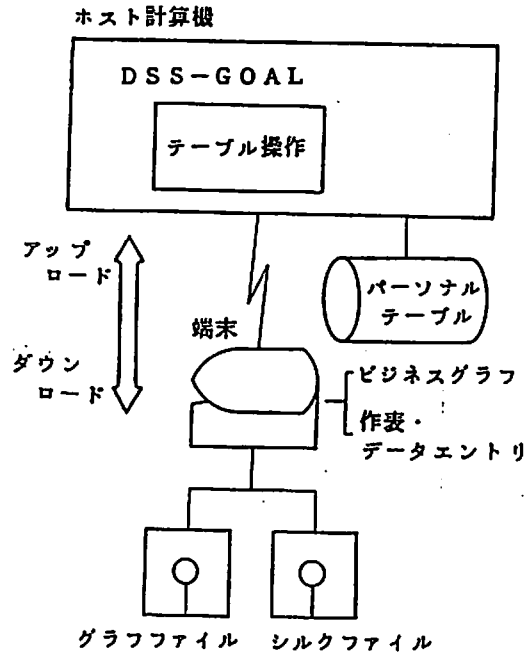 ホスト計算機
DSS-GOAL
テーブル操作
アップ
ロード
パーソナル
テーブル
端末
ダウン
ロード
ビジネスグラフ
作表・
データエントリ
グラフファイル
シルクファイル